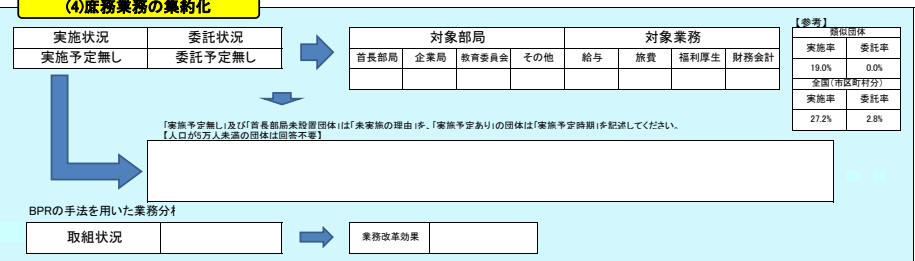 (4)庶務業務の集約化
実施状況 委託状況
実施予定無し 委託予定無し
対象部局 対象業務
首長部局 企業局 教育委員会 その他 給与 旅費 福利厚生 財務会計
【参考】
類似団体
実施率 委託率
19.0% 0.0%
全国(市区町村分)
実施率 委託率
27.2% 2.8%
「実施予定無し」及び「首長部局未設置団体」は「未実施の理由」を、「実施予定あり」の団体は「実施予定時期」を記述してください。
【人口が5万人未満の団体は回答不要】
BPRの手法を用いた業務分析
取組状況
業務改革効果